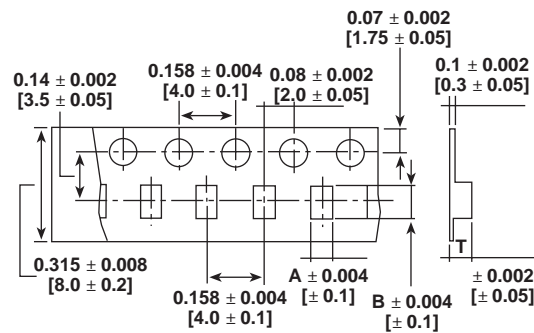 0.07 ± 0.002
[1.75 ± 0.05]
0.14 ± 0.002
[3.5 ± 0.05]
0.158 ± 0.004
[4.0 ± 0.1]
0.08 ± 0.002
[2.0 ± 0.05]
0.1 ± 0.002
[0.3 ± 0.05]
0.315 ± 0.008
[8.0 ± 0.2]
0.158 ± 0.004
[4.0 ± 0.1]
A ± 0.004
[± 0.1]
B ± 0.004
[± 0.1]
T
± 0.002
[± 0.05]